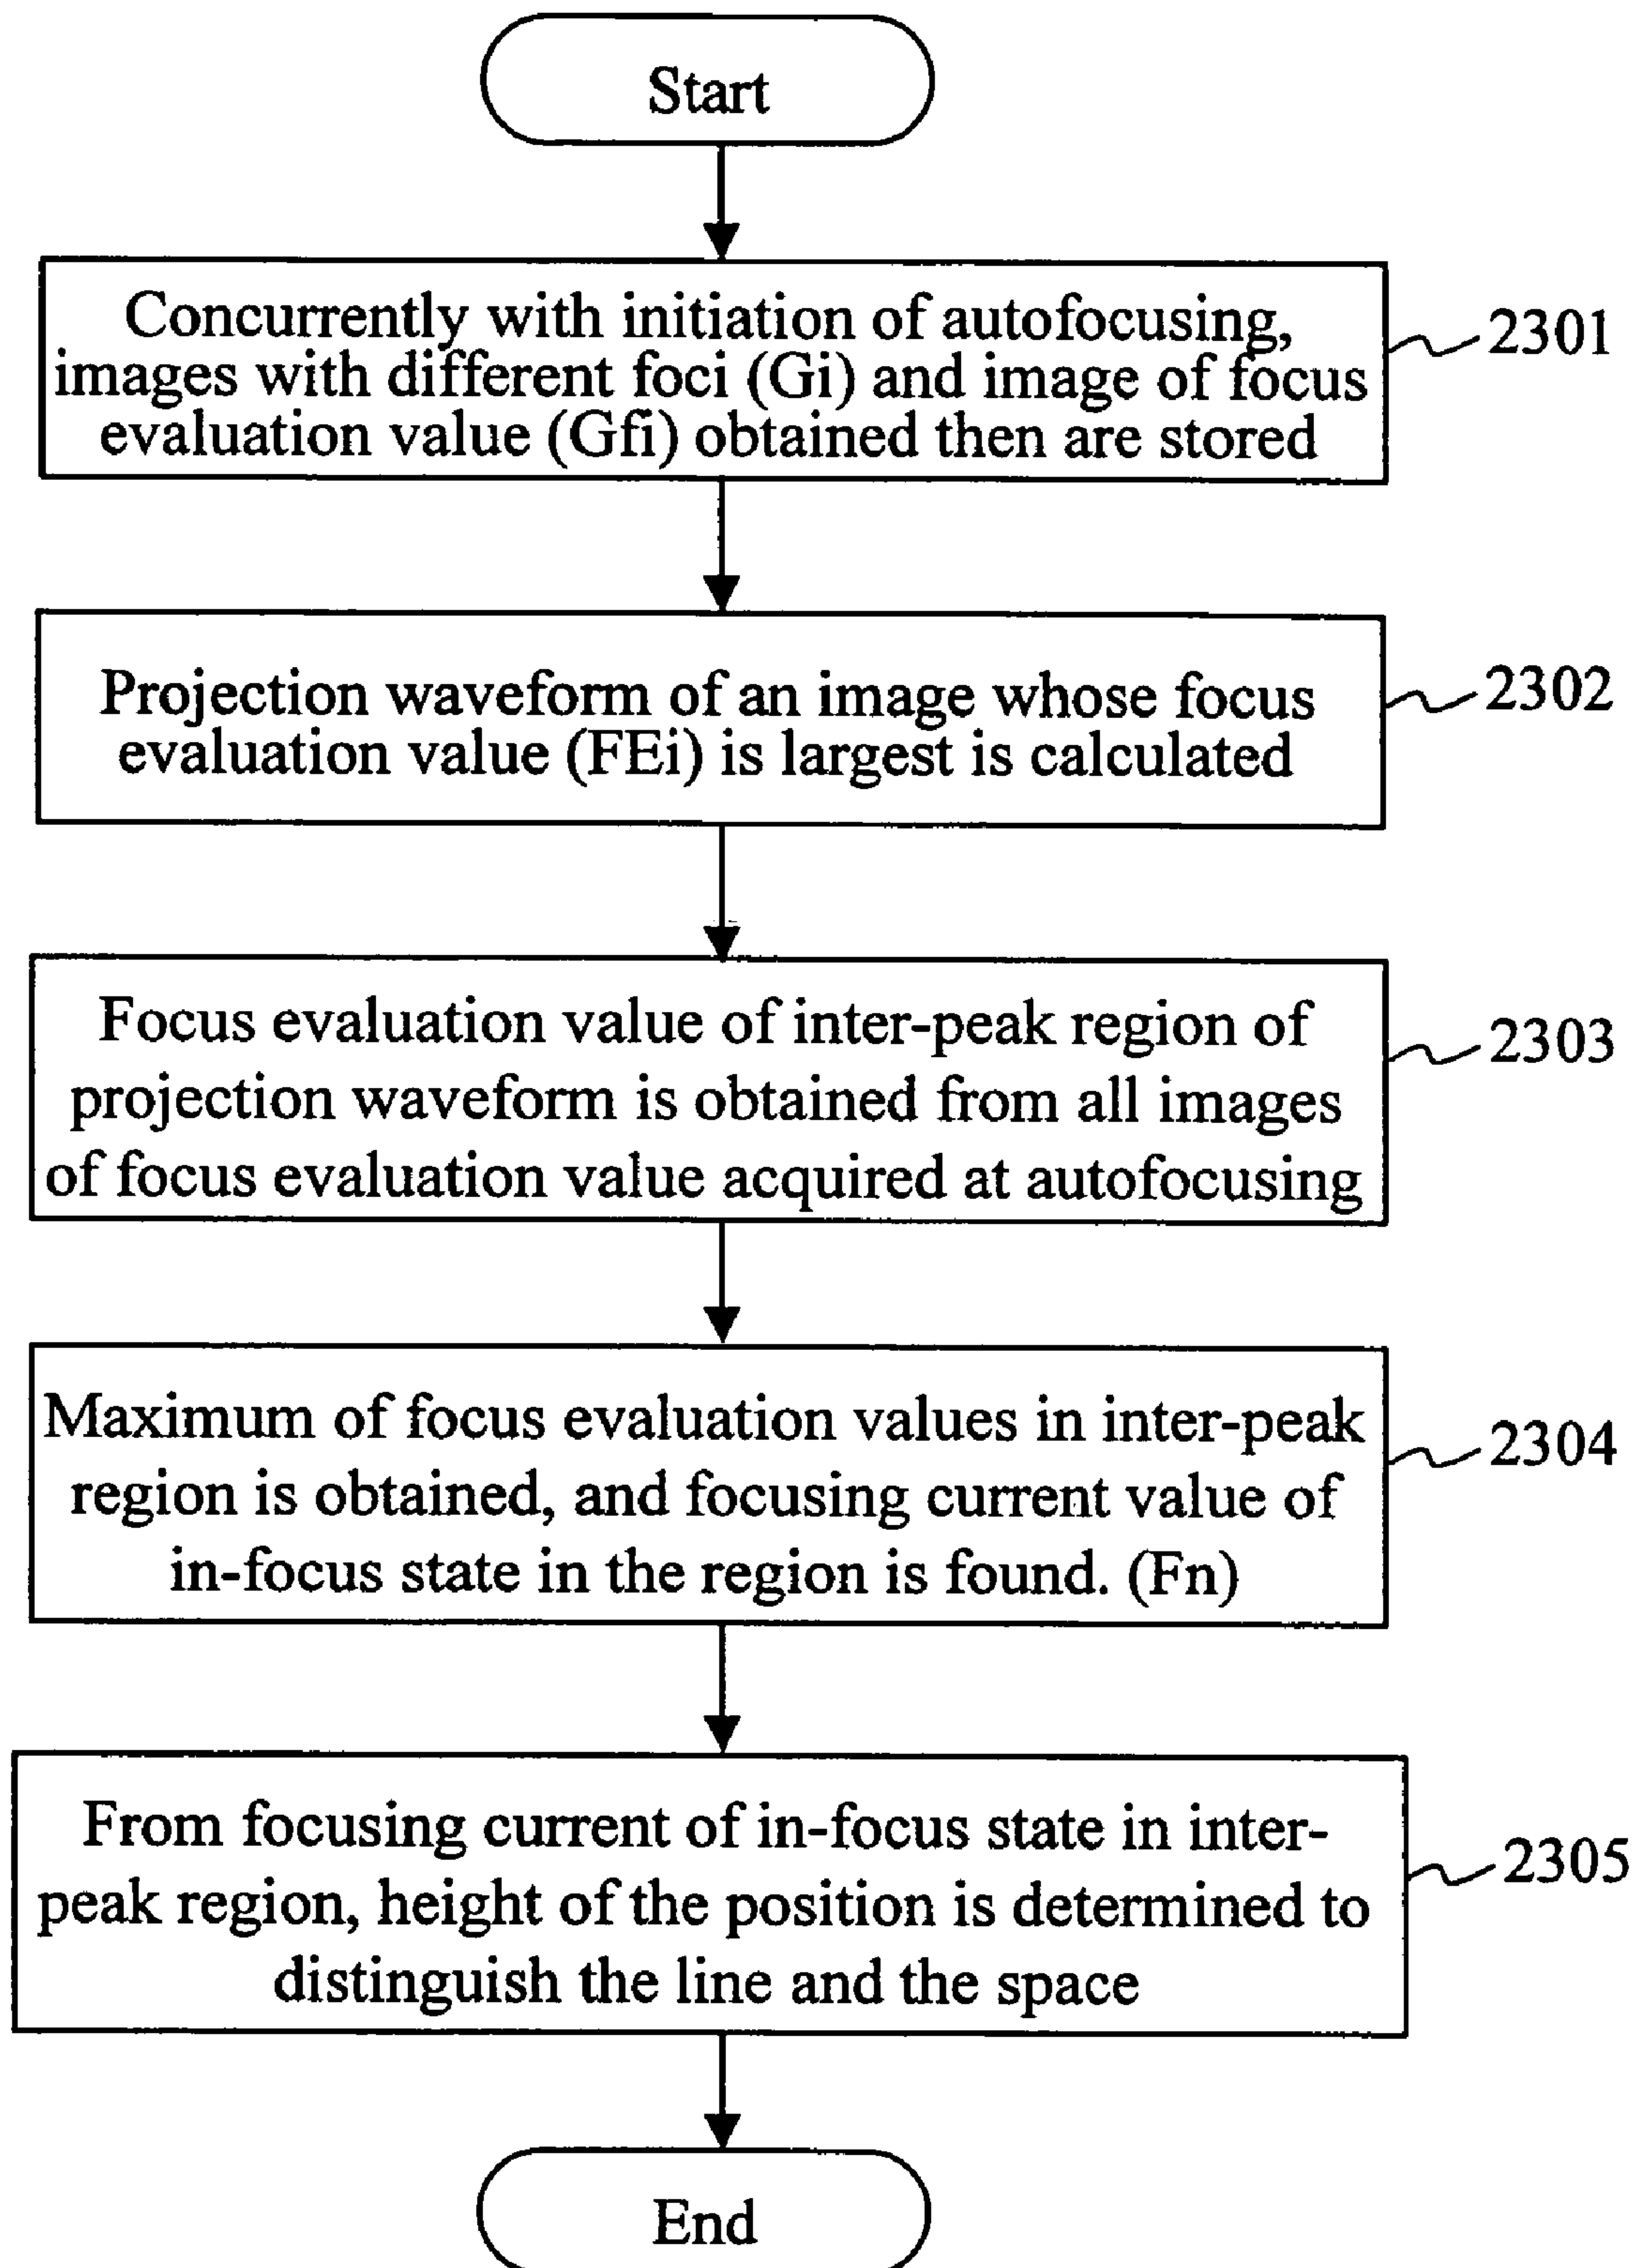 Start
Concurrently with initiation of autofocusing,
images with different foci (Gi) and image of focus
evaluation value (Gfi) obtained then are stored
2301
Projection waveform of an image whose focus
evaluation value (FEi) is largest is calculated
2302
Focus evaluation value of inter-peak region of
projection waveform is obtained from all images
of focus evaluation value acquired at autofocusing
2303
Maximum of focus evaluation values in inter-peak
region is obtained, and focusing current value of
in-focus state in the region is found. (Fn)
2304
From focusing current of in-focus state in inter-
peak region, height of the position is determined to
distinguish the line and the space
2305
End